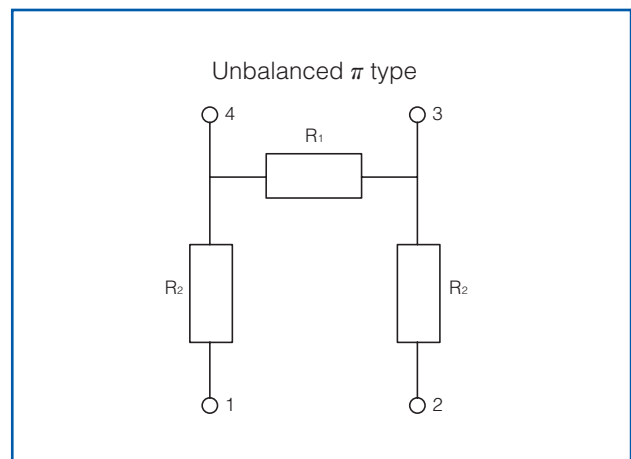 Unbalanced π type
4
3
R₁
R₂
R₂
1
2